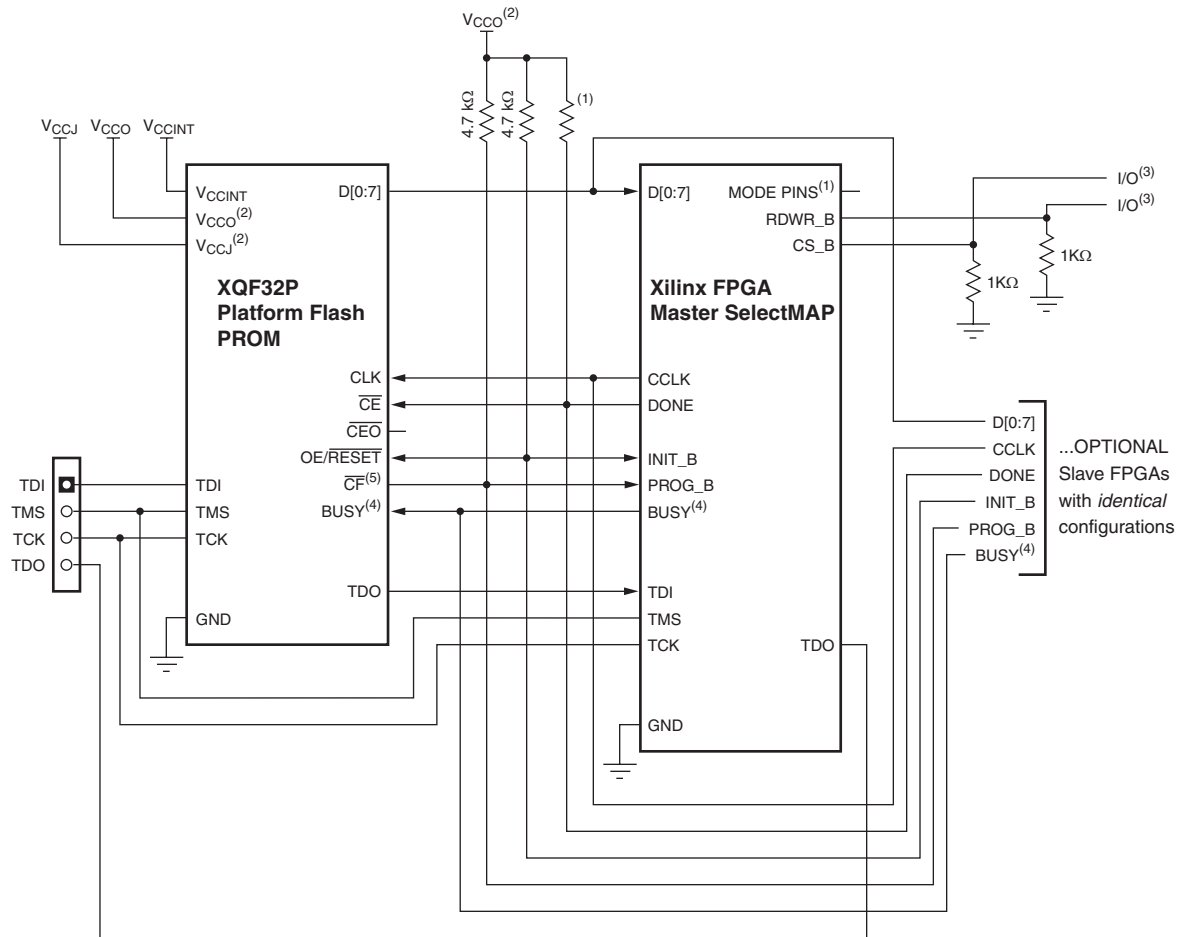 VCCO(2)
4.7 kΩ
4.7 kΩ
(1)
VCCJ VCCO VCCINT
VCCINT
VCCO(2)
VCCJ(2)
D[0:7]
XQF32P
Platform Flash
PROM
CLK
CE
CEO
OE/RESET
CF(5)
BUSY(4)
TDO
TDI
TMS
TCK
GND
TDI
TMS
TCK
TDO
D[0:7]
MODE PINS(1)
RDWR_B
CS_B
Xilinx FPGA
Master SelectMAP
CCLK
DONE
INIT_B
PROG_B
BUSY(4)
TDI
TMS
TCK
TDO
GND
I/O(3)
I/O(3)
1KΩ
1KΩ
D[0:7]
CCLK
DONE
INIT_B
PROG_B
BUSY(4)
...OPTIONAL
Slave FPGAs
with identical
configurations